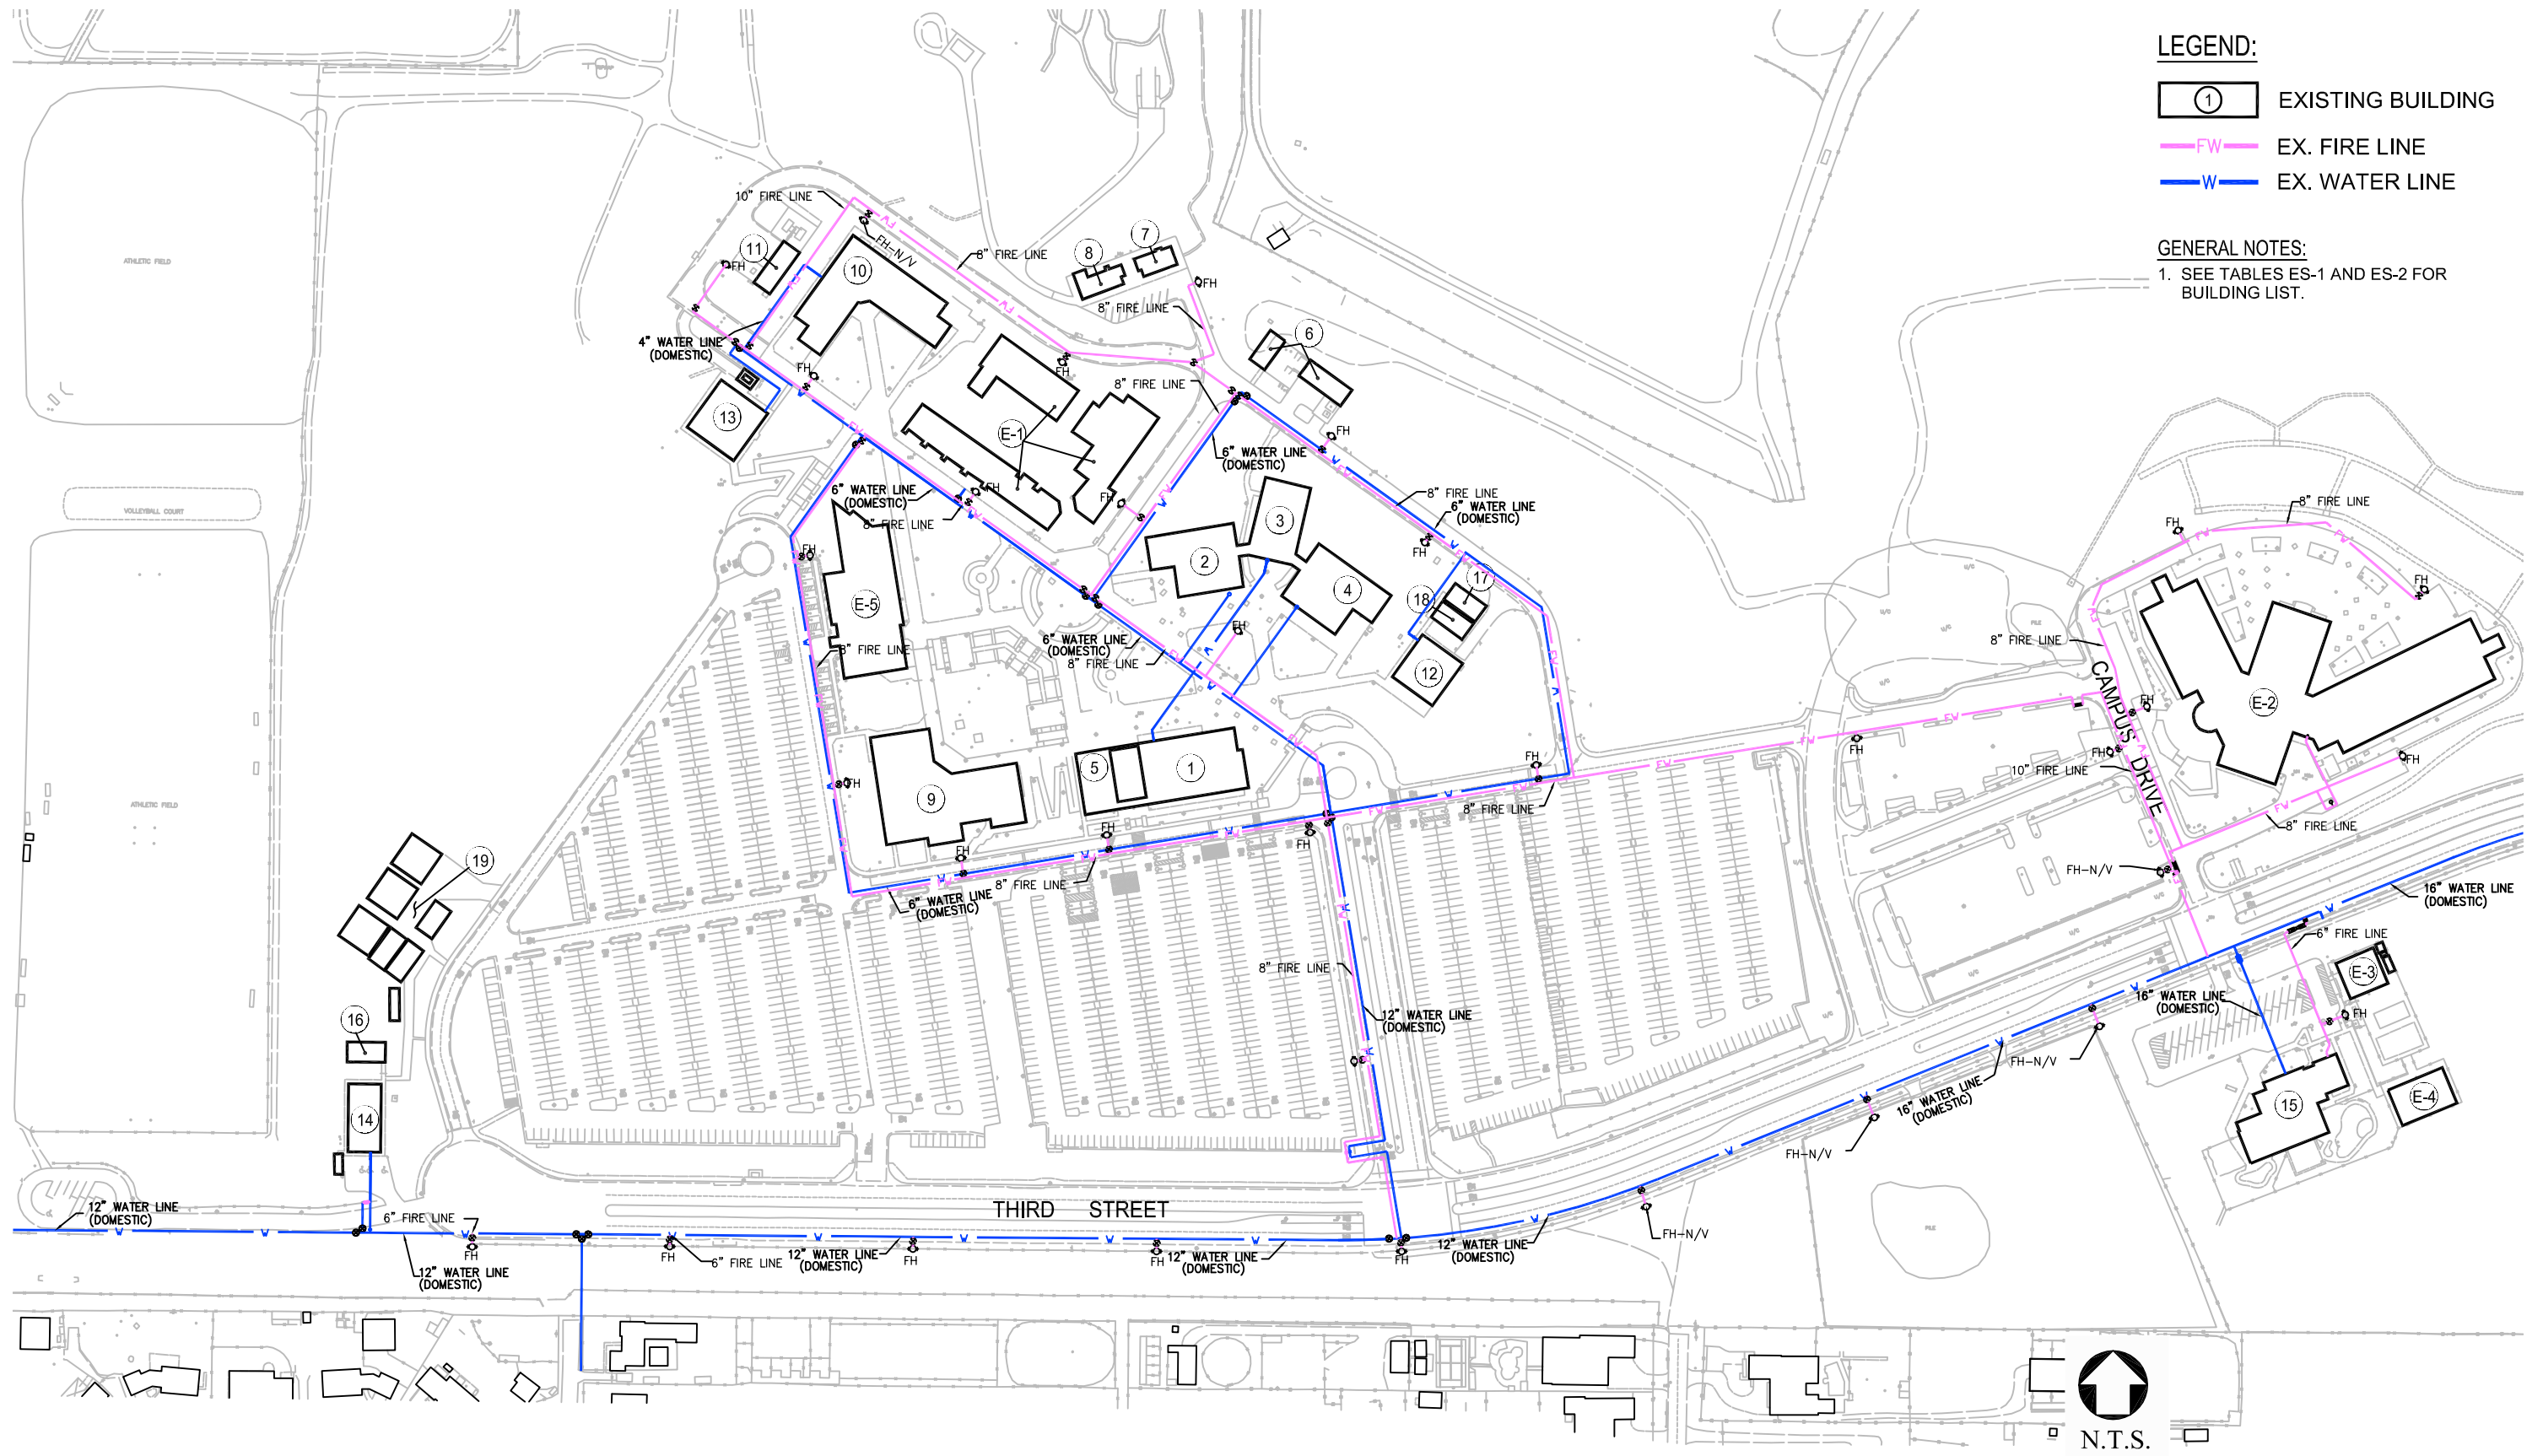 LEGEND:
1
EXISTING BUILDING
FW
EX. FIRE LINE
W
EX. WATER LINE
GENERAL NOTES:
1. SEE TABLES ES-1 AND ES-2 FOR
BUILDING LIST.
10" FIRE LINE
FH-N/V
8" FIRE LINE
11
10
8
7
FH
FH
8" FIRE LINE
4" WATER LINE
(DOMESTIC)
6
FH
FH
8" FIRE LINE
13
E-1
FH
6" WATER LINE
(DOMESTIC)
6" WATER LINE
(DOMESTIC)
FH
FH
8" FIRE LINE
8" FIRE LINE
6" WATER LINE
(DOMESTIC)
3
FH
2
4
17
18
FH
E-5
FH
6" WATER LINE
(DOMESTIC)
8" FIRE LINE
8" FIRE LINE
12
ATHLETIC FIELD
VOLLEYBALL COURT
ATHLETIC FIELD
8" FIRE LINE
FH
FH
8" FIRE LINE
CAMPUS DRIVE
E-2
FH
FH
FH
FH
10" FIRE LINE
8" FIRE LINE
FH-N/V
5
1
9
FH
FH
8" FIRE LINE
FH
FH
FH
8" FIRE LINE
6" WATER LINE
(DOMESTIC)
19
16" WATER LINE
(DOMESTIC)
6" FIRE LINE
E-3
8" FIRE LINE
12" WATER LINE
(DOMESTIC)
16" WATER LINE
(DOMESTIC)
FH
16
14
FH-N/V
16" WATER LINE
(DOMESTIC)
FH-N/V
15
E-4
PILE
PILE
12" WATER LINE
(DOMESTIC)
6" FIRE LINE
FH
THIRD STREET
12" WATER LINE
(DOMESTIC)
FH
6" FIRE LINE
12" WATER LINE
(DOMESTIC)
FH
FH
12" WATER LINE
(DOMESTIC)
FH
12" WATER LINE
(DOMESTIC)
FH-N/V
N.T.S.